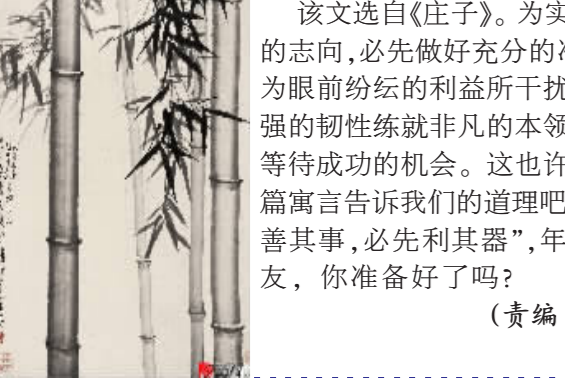 该文选自《庄子》。为实
的志向,必先做好充分的
为眼前纷纭的利益所干扰
强的韧性练就非凡的本领
等待成功的机会。这也许
篇寓言告诉我们的道理吧
善其事,必先利其器”,年
友，你准备好了吗?
(责编